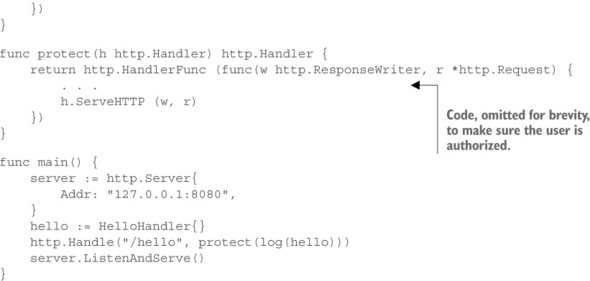 })
}
func protect(h http.Handler) http.Handler {
    return http.HandlerFunc (func(w http.ResponseWriter, r *http.Request) {
        . . .
        h.ServeHTTP (w, r)
    })
}
Code, omitted for brevity,
to make sure the user is
authorized.
func main() {
    server := http.Server{
        Addr: "127.0.0.1:8080",
    }
    hello := HelloHandler{}
    http.Handle("/hello", protect(log(hello)))
    server.ListenAndServe()
}